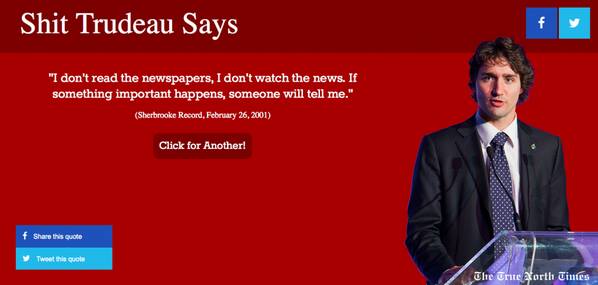 Shit Trudeau Says
"I don't read the newspapers, I don't watch the news. If
something important happens, someone will tell me."
(Sherbrooke Record, February 26, 2001)
Click for Another!
Share this quote
Tweet this quote
The True North Times